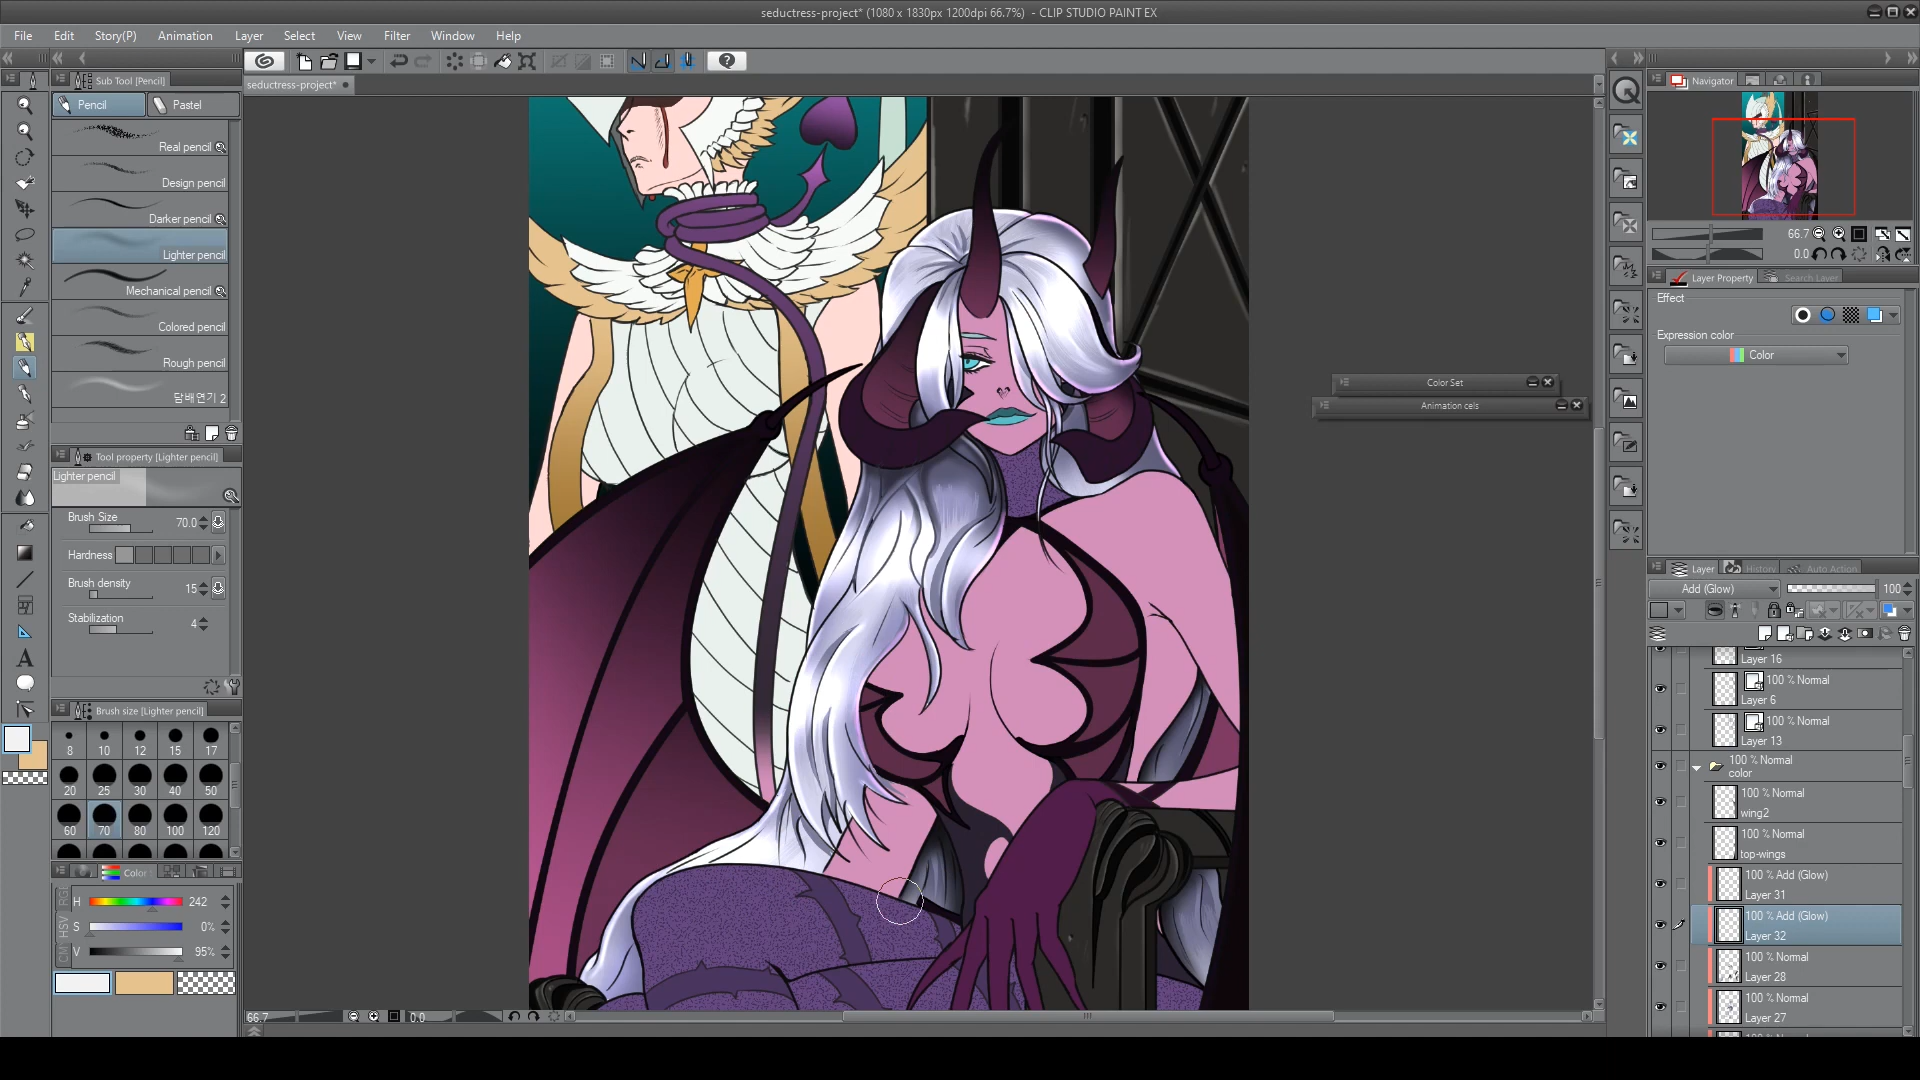 seductress-project* (1080 x 1830px 1200dpi 66.7%) - CLIP STUDIO PAINT EX
File Edit Story(P) Animation Layer Select View Filter Window Help
Sub Tool [Pencil]
seductress-project*
Pencil Pastel
Real pencil
Design pencil
Darker pencil
Lighter pencil
Mechanical pencil
Colored pencil
Rough pencil
담배연기 2
Tool property [Lighter pencil]
Lighter pencil
Brush Size 70.0
Hardness
Brush density 15
Stabilization 4
Brush size [Lighter pencil]
8 10 12 15 17
20 25 30 40 50
60 70 80 100 120
Color
RGB
HSV
H 242
S 0%
V 95%
66.7 0.0
Color Set
Animation cels
Navigator
66.7
0.0
Layer Property Search Layer
Effect
Expression color
Color
Layer History Auto Action
Add (Glow) 100
Layer 16
100 % Normal
Layer 6
100 % Normal
Layer 13
100 % Normal
color
100 % Normal
wing2
100 % Normal
top-wings
100 % Add (Glow)
Layer 31
100 % Add (Glow)
Layer 32
100 % Normal
Layer 28
100 % Normal
Layer 27